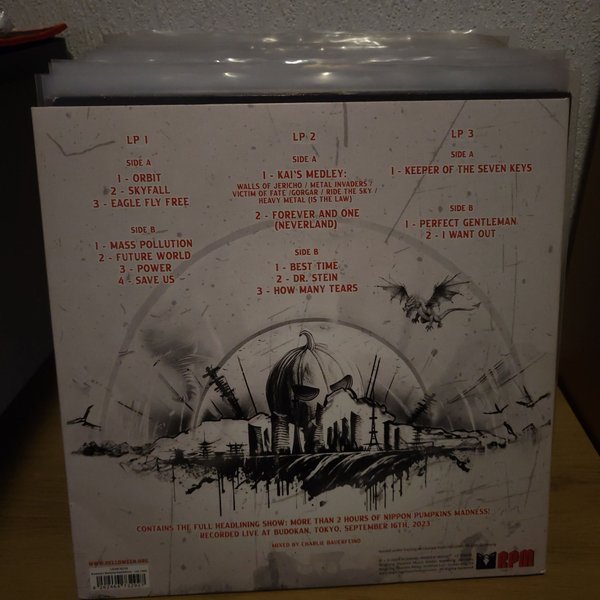 LP 1
SIDE A
1 - ORBIT
2 - SKYFALL
3 - EAGLE FLY FREE
SIDE B
1 - MASS POLLUTION
2 - FUTURE WORLD
3 - POWER
4 - SAVE US
LP 2
SIDE A
1 - KAI'S MEDLEY:
WALLS OF JERICHO / METAL INVADERS /
VICTIM OF FATE / GORGAR / RIDE THE SKY /
HEAVY METAL (IS THE LAW)
2 - FOREVER AND ONE
(NEVERLAND)
SIDE B
1 - BEST TIME
2 - DR. STEIN
3 - HOW MANY TEARS
LP 3
SIDE A
1 - KEEPER OF THE SEVEN KEYS
SIDE B
1 - PERFECT GENTLEMAN
2 - I WANT OUT
CONTAINS THE FULL HEADLINING SHOW: MORE THAN 2 HOURS OF NIPPON PUMPKINS MADNESS!
RECORDED LIVE AT BUDOKAN, TOKYO, SEPTEMBER 16TH, 2023
MIXED BY CHARLIE BAUERFEIND
WWW.HELLOWEEN.ORG
RPM